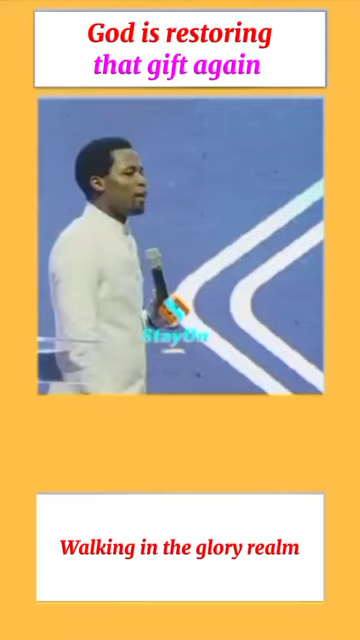 God is restoring
that gift again
StayOn
Walking in the glory realm